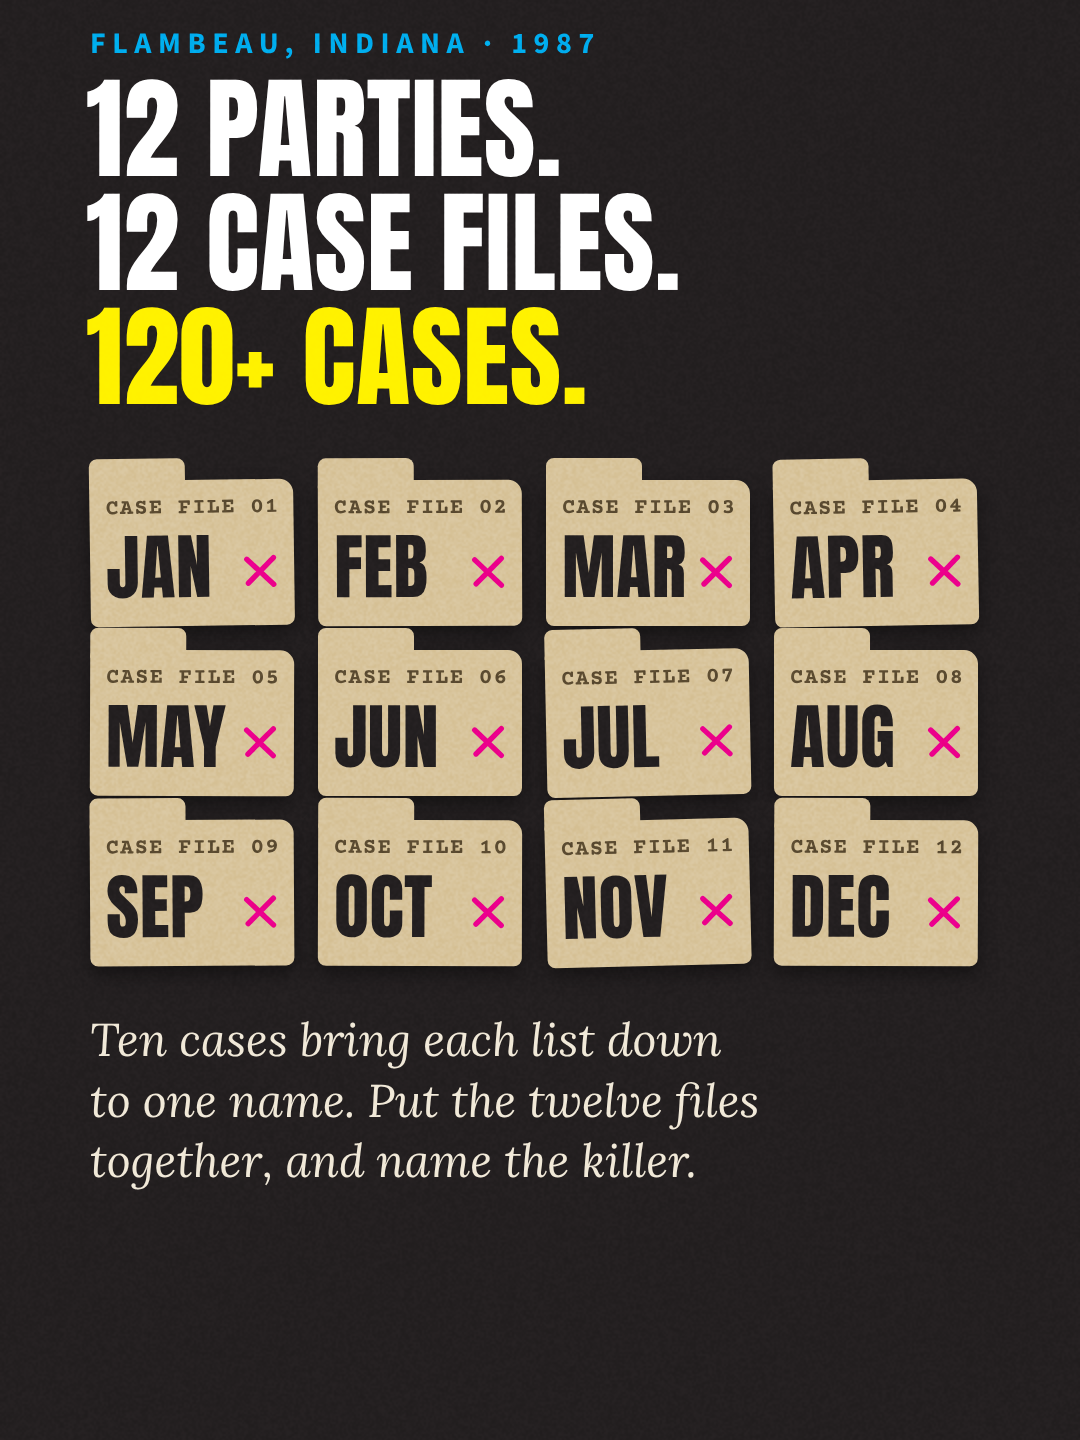 FLAMBEAU, INDIANA · 1987
12 PARTIES.
12 CASE FILES.
120+ CASES.
CASE FILE 01
JAN
CASE FILE 02
FEB
CASE FILE 03
MAR
CASE FILE 04
APR
CASE FILE 05
MAY
CASE FILE 06
JUN
CASE FILE 07
JUL
CASE FILE 08
AUG
CASE FILE 09
SEP
CASE FILE 10
OCT
CASE FILE 11
NOV
CASE FILE 12
DEC
Ten cases bring each list down
to one name. Put the twelve files
together, and name the killer.